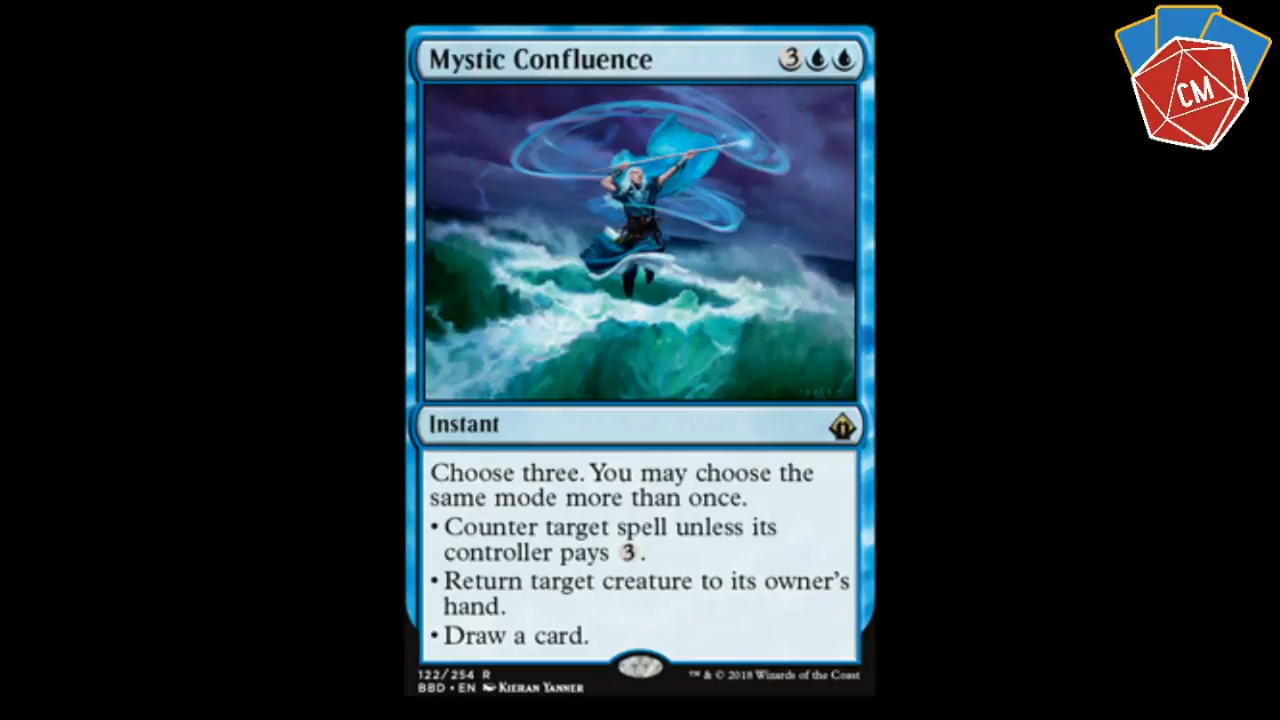 CM
Mystic Confluence 3
Instant
Choose three. You may choose the
same mode more than once.
• Counter target spell unless its
controller pays 3.
• Return target creature to its owner's
hand.
• Draw a card.
122/254 R
BBD • EN Kieran Yanner
™ & © 2018 Wizards of the Coast